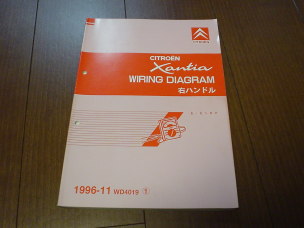 CITROËN
Xantia
WIRING DIAGRAM
右ハンドル
1996-11 WD4019 ①